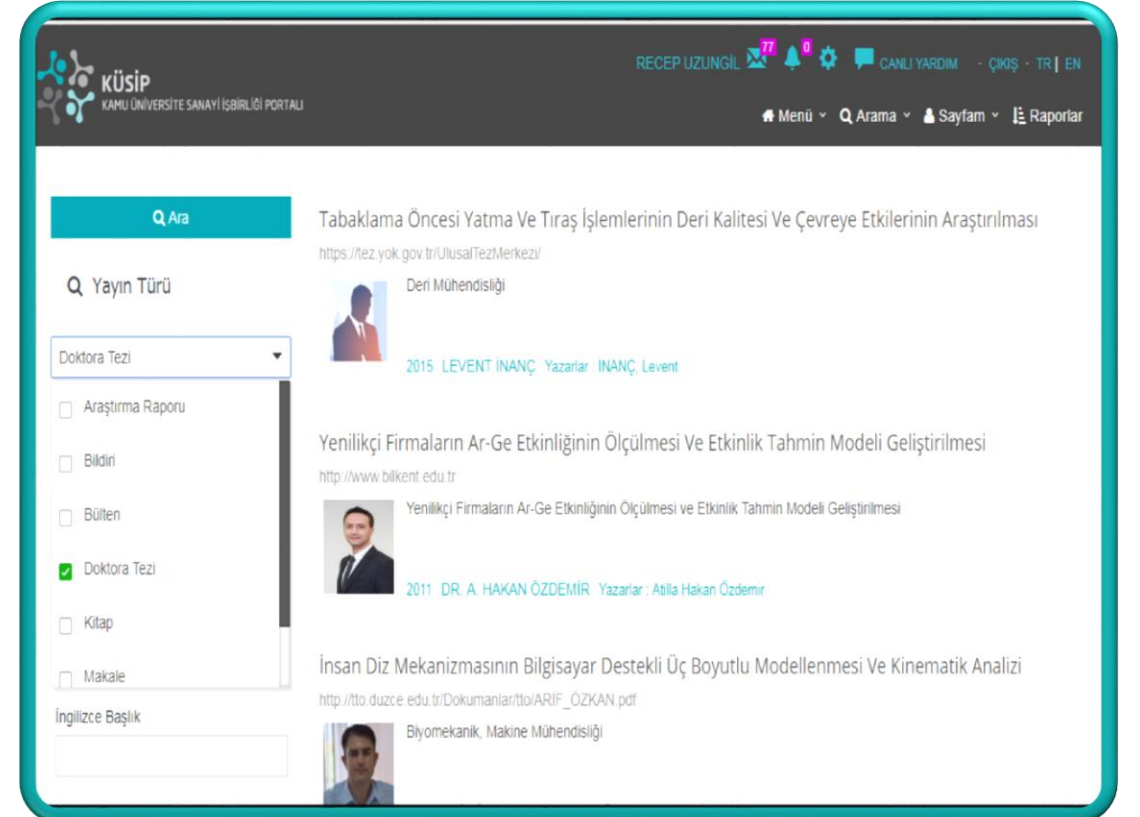 KÜSİP
KAMU ÜNİVERSİTE SANAYİ İŞBİRLİĞİ PORTALI
RECEP UZUNGİL 77 0 CANLI YARDIM - ÇIKIŞ - TR | EN
Menü Arama Sayfam Raporlar
Ara
Yayın Türü
Doktora Tezi
Araştırma Raporu
Bildiri
Bülten
Doktora Tezi
Kitap
Makale
İngilizce Başlık
Tabaklama Öncesi Yatma Ve Tıraş İşlemlerinin Deri Kalitesi Ve Çevreye Etkilerinin Araştırılması
https://tez.yok.gov.tr/UlusalTezMerkezi/
Deri Mühendisliği
2015 LEVENT İNANÇ Yazarlar : İNANÇ, Levent
Yenilikçi Firmaların Ar-Ge Etkinliğinin Ölçülmesi Ve Etkinlik Tahmin Modeli Geliştirilmesi
http://www.bilkent.edu.tr
Yenilikçi Firmaların Ar-Ge Etkinliğinin Ölçülmesi ve Etkinlik Tahmin Modeli Geliştirilmesi
2011 DR. A. HAKAN ÖZDEMİR Yazarlar : Atilla Hakan Özdemir
İnsan Diz Mekanizmasının Bilgisayar Destekli Üç Boyutlu Modellenmesi Ve Kinematik Analizi
http://tto.duzce.edu.tr/Dokumanlar/tto/ARIF_ÖZKAN.pdf
Biyomekanik, Makine Mühendisliği